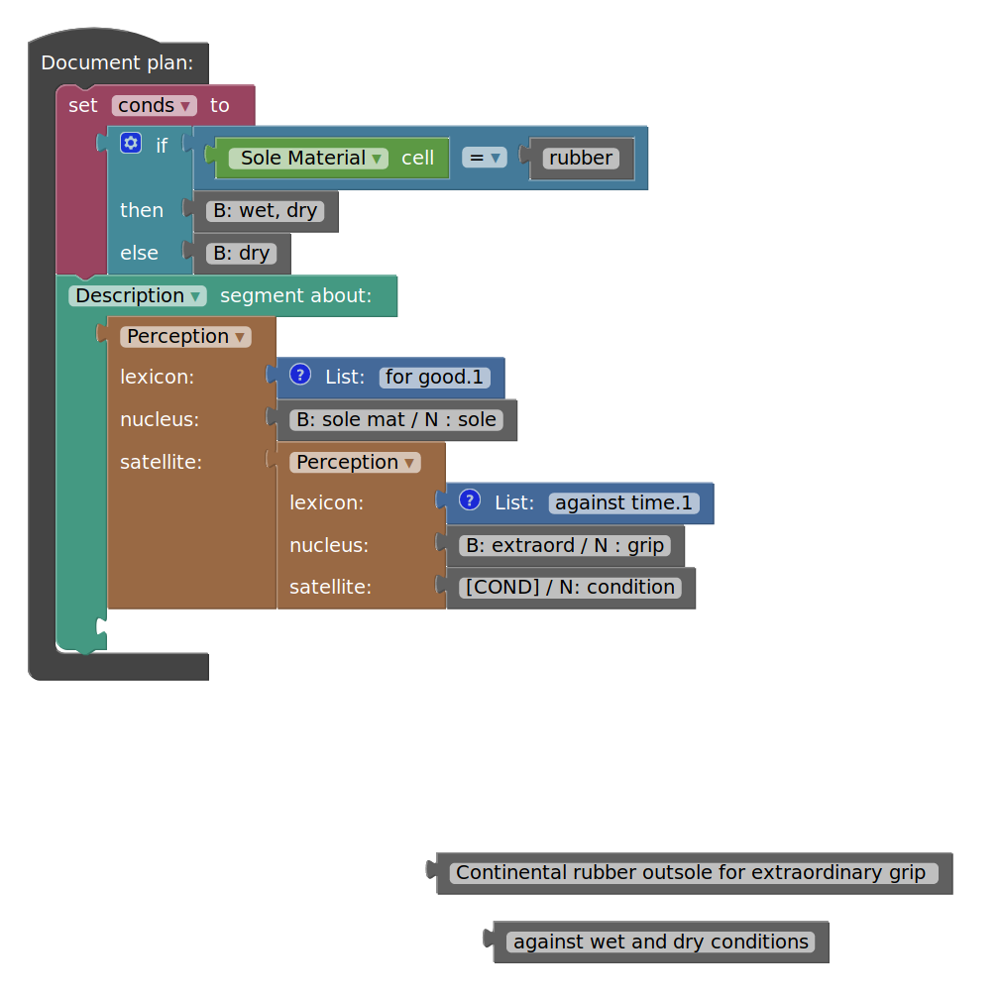 Document plan:
set conds ▾ to
if Sole Material ▾ cell = ▾ rubber
then B: wet, dry
else B: dry
Description ▾ segment about:
Perception ▾
lexicon: ? List: for good.1
nucleus: B: sole mat / N : sole
satellite: Perception ▾
lexicon: ? List: against time.1
nucleus: B: extraord / N : grip
satellite: [COND] / N: condition
Continental rubber outsole for extraordinary grip
against wet and dry conditions